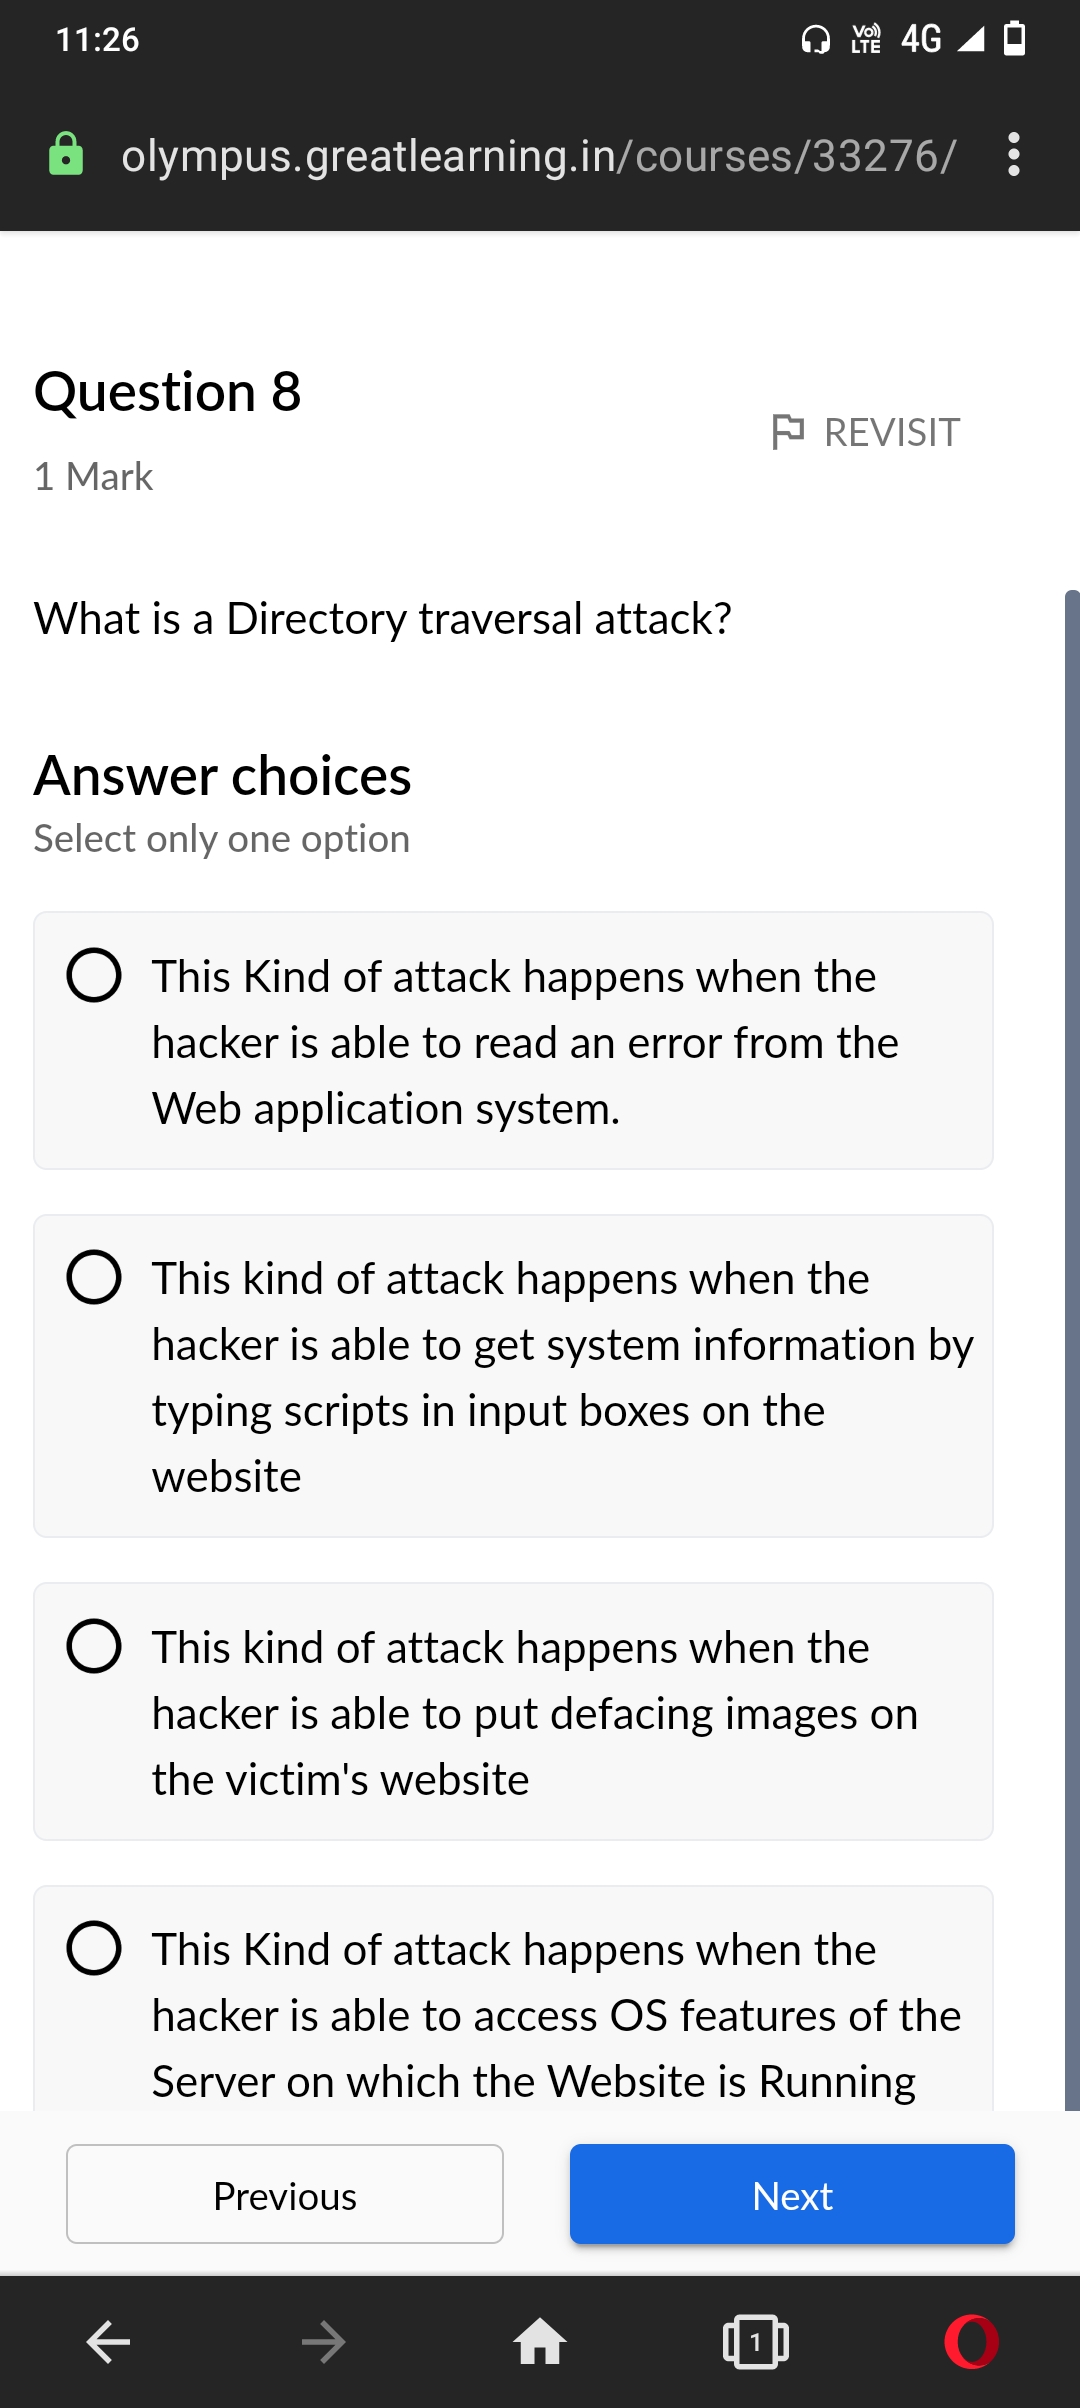 11:26
Vo)) LTE 4G
olympus.greatlearning.in/courses/33276/
Question 8
REVISIT
1 Mark
What is a Directory traversal attack?
Answer choices
Select only one option
This Kind of attack happens when the
hacker is able to read an error from the
Web application system.
This kind of attack happens when the
hacker is able to get system information by
typing scripts in input boxes on the
website
This kind of attack happens when the
hacker is able to put defacing images on
the victim's website
This Kind of attack happens when the
hacker is able to access OS features of the
Server on which the Website is Running
Previous
Next
1